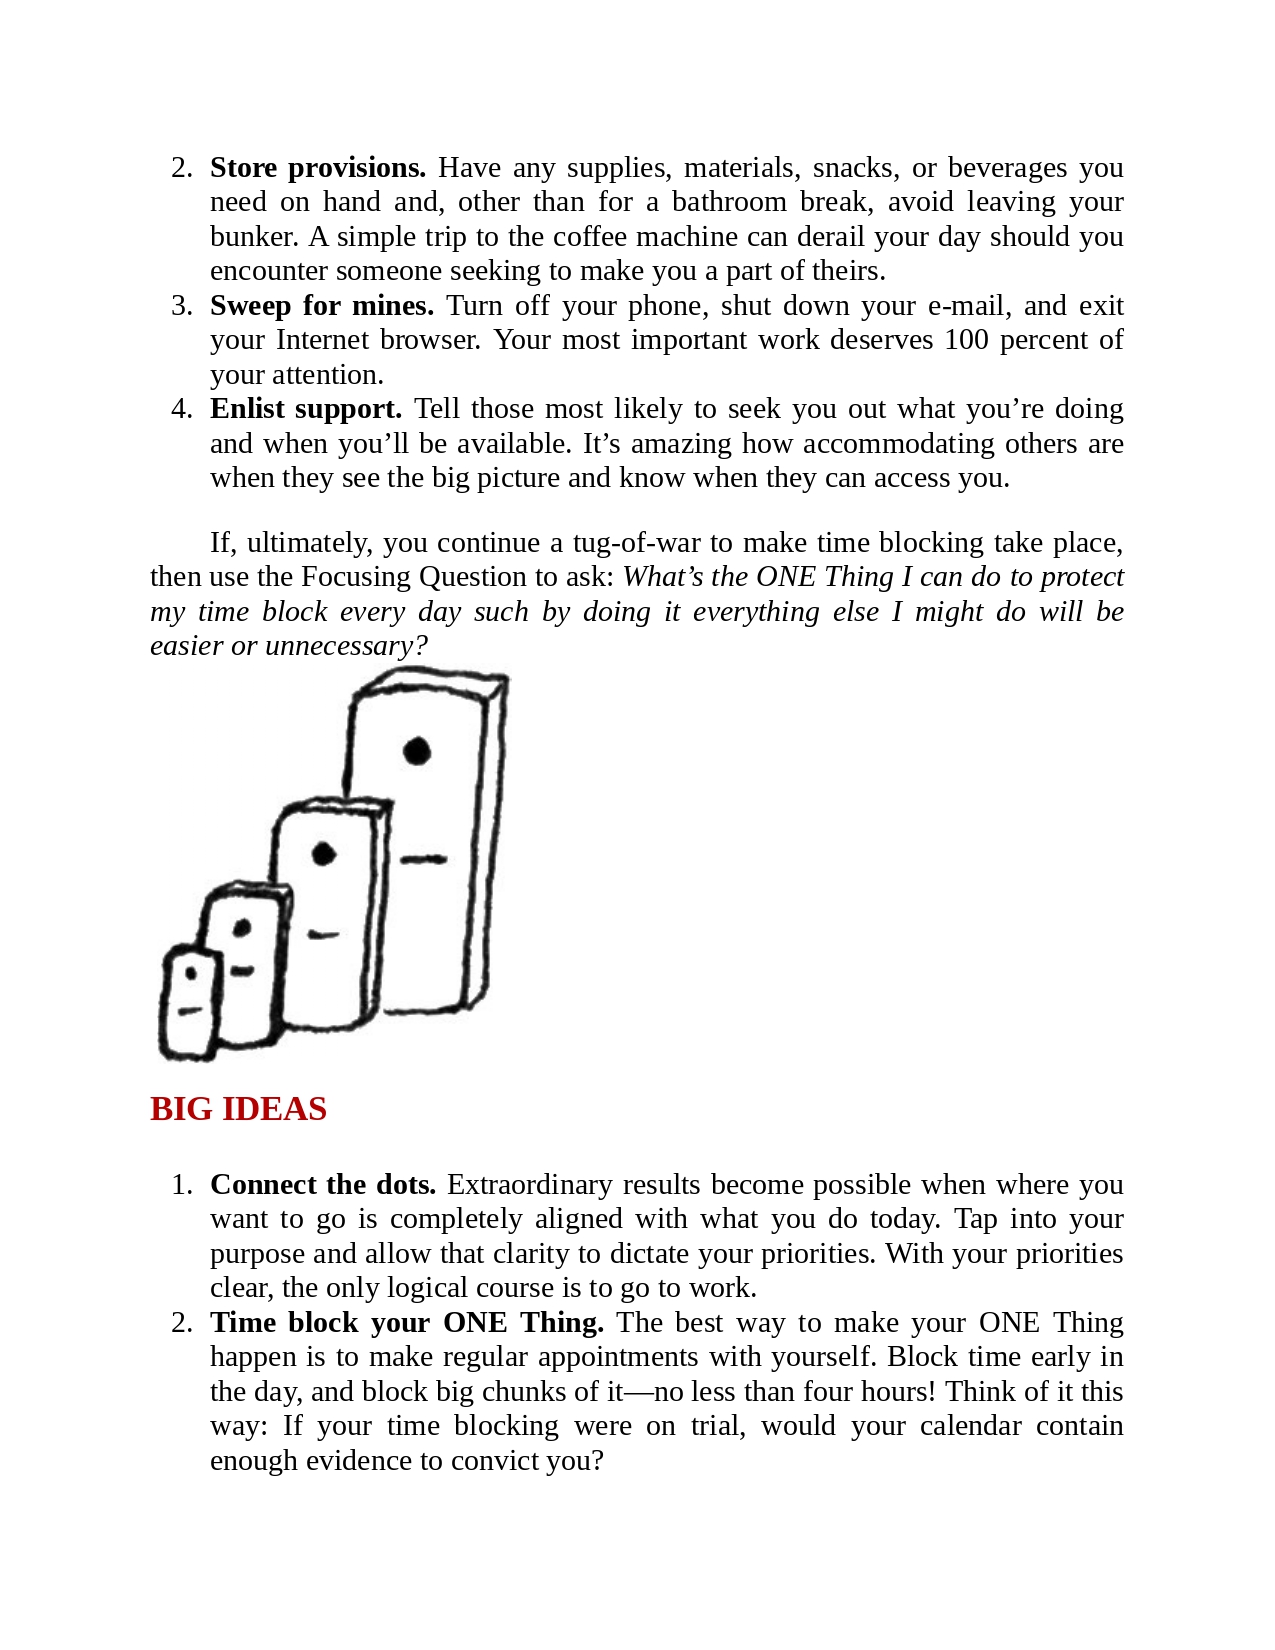 2. Store provisions. Have any supplies, materials, snacks, or beverages you
need on hand and, other than for a bathroom break, avoid leaving your
bunker. A simple trip to the coffee machine can derail your day should you
encounter someone seeking to make you a part of theirs.
3. Sweep for mines. Turn off your phone, shut down your e-mail, and exit
your Internet browser. Your most important work deserves 100 percent of
your attention.
4. Enlist support. Tell those most likely to seek you out what you’re doing
and when you’ll be available. It’s amazing how accommodating others are
when they see the big picture and know when they can access you.
If, ultimately, you continue a tug-of-war to make time blocking take place,
then use the Focusing Question to ask: What’s the ONE Thing I can do to protect
my time block every day such by doing it everything else I might do will be
easier or unnecessary?
BIG IDEAS
1. Connect the dots. Extraordinary results become possible when where you
want to go is completely aligned with what you do today. Tap into your
purpose and allow that clarity to dictate your priorities. With your priorities
clear, the only logical course is to go to work.
2. Time block your ONE Thing. The best way to make your ONE Thing
happen is to make regular appointments with yourself. Block time early in
the day, and block big chunks of it—no less than four hours! Think of it this
way: If your time blocking were on trial, would your calendar contain
enough evidence to convict you?